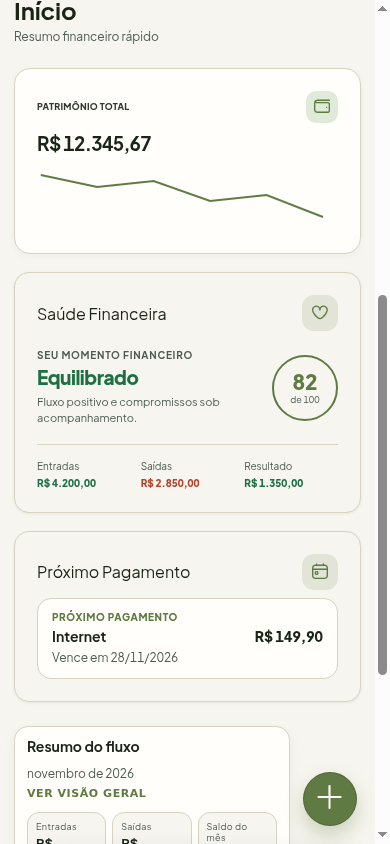 Início
Resumo financeiro rápido
PATRIMÔNIO TOTAL
R$ 12.345,67
Saúde Financeira
SEU MOMENTO FINANCEIRO
Equilibrado
Fluxo positivo e compromissos sob
acompanhamento.
82
de 100
Entradas Saídas Resultado
R$ 4.200,00 R$ 2.850,00 R$ 1.350,00
Próximo Pagamento
PRÓXIMO PAGAMENTO
Internet R$ 149,90
Vence em 28/11/2026
Resumo do fluxo
novembro de 2026
VER VISÃO GERAL
Entradas Saídas Saldo do
mês
R$ R$